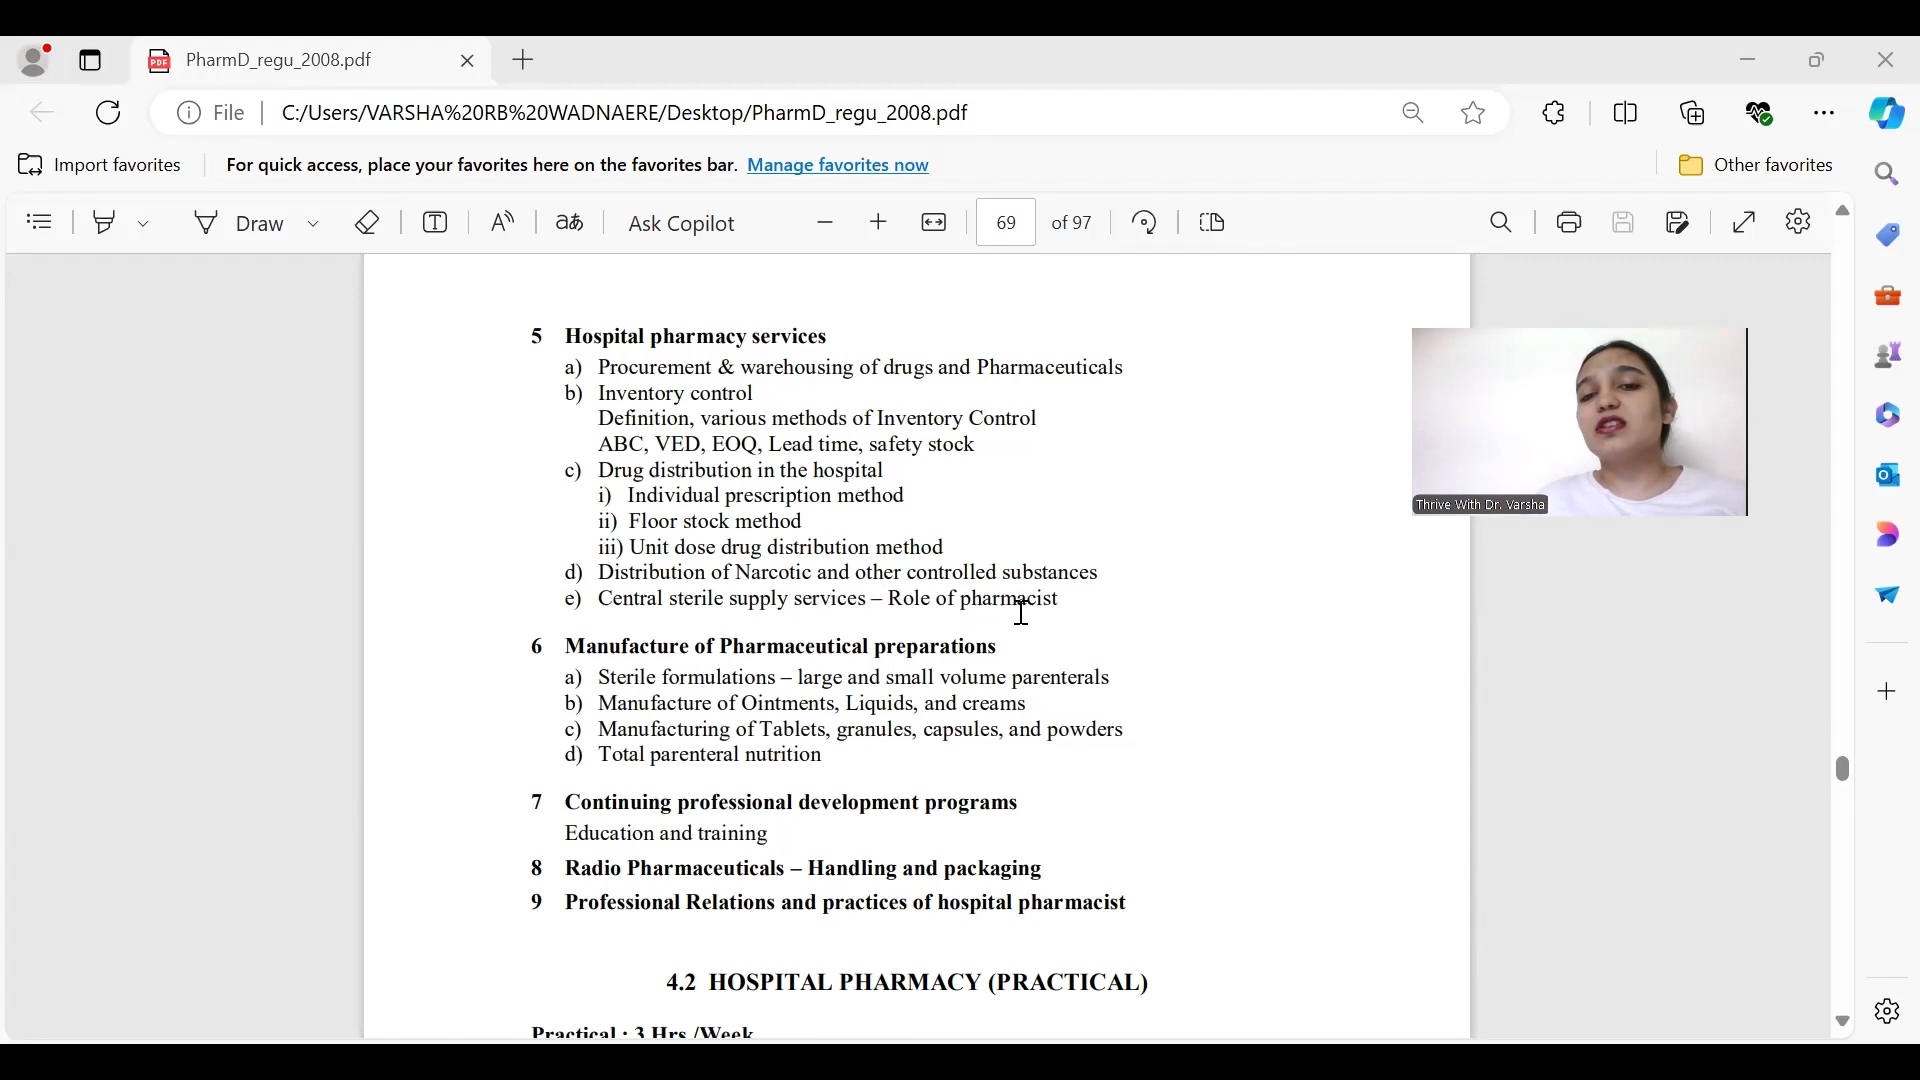 PharmD_regu_2008.pdf
File
C:/Users/VARSHA%20RB%20WADNAERE/Desktop/PharmD_regu_2008.pdf
Import favorites
For quick access, place your favorites here on the favorites bar. Manage favorites now
Other favorites
Draw
Ask Copilot
69 of 97
5 Hospital pharmacy services
a) Procurement & warehousing of drugs and Pharmaceuticals
b) Inventory control
Definition, various methods of Inventory Control
ABC, VED, EOQ, Lead time, safety stock
c) Drug distribution in the hospital
i) Individual prescription method
ii) Floor stock method
iii) Unit dose drug distribution method
d) Distribution of Narcotic and other controlled substances
e) Central sterile supply services – Role of pharmacist
Thrive With Dr. Varsha
6 Manufacture of Pharmaceutical preparations
a) Sterile formulations – large and small volume parenterals
b) Manufacture of Ointments, Liquids, and creams
c) Manufacturing of Tablets, granules, capsules, and powders
d) Total parenteral nutrition
7 Continuing professional development programs
Education and training
8 Radio Pharmaceuticals – Handling and packaging
9 Professional Relations and practices of hospital pharmacist
4.2 HOSPITAL PHARMACY (PRACTICAL)
Practical : 3 Hrs./Week